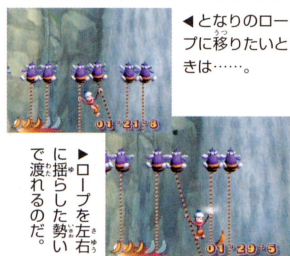 ◀となりのロー
プに移りたいと
きは……。
01:21:8
▶ロープを左右
に揺らした勢い
で渡れるのだ。
01:29:5